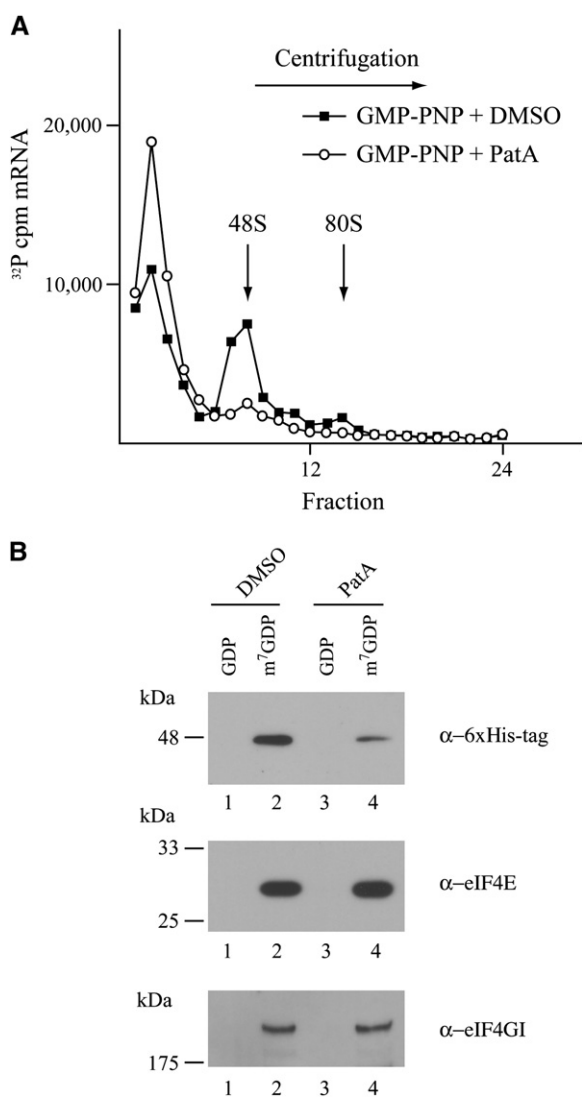 A
Centrifugation
GMP-PNP + DMSO
GMP-PNP + PatA
20,000
10,000
³²P cpm mRNA
48S
80S
12
24
Fraction
B
DMSO
PatA
GDP
m⁷GDP
GDP
m⁷GDP
kDa
48
α–6xHis-tag
1 2 3 4
kDa
33
25
α–eIF4E
1 2 3 4
kDa
175
α–eIF4GI
1 2 3 4